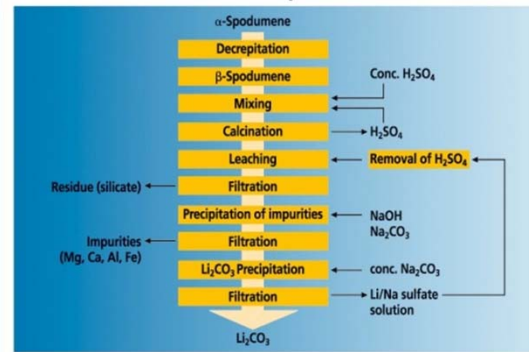 α-Spodumene
Decrepitation
β-Spodumene
Conc. H₂SO₄
Mixing
Calcination
H₂SO₄
Leaching
Removal of H₂SO₄
Residue (silicate)
Filtration
Precipitation of impurities
NaOH
Na₂CO₃
Impurities
(Mg, Ca, Al, Fe)
Filtration
Li₂CO₃ Precipitation
conc. Na₂CO₃
Filtration
Li/Na sulfate
solution
Li₂CO₃